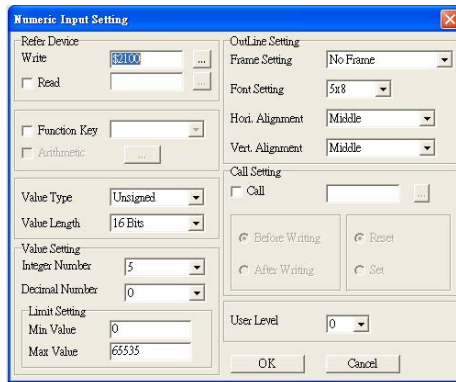 Numeric Input Setting
Refer Device
Write $2100 ...
Read ...
Function Key
Arithmetic ...
Value Type Unsigned
Value Length 16 Bits
Value Setting
Integer Number 5
Decimal Number 0
Limit Setting
Min Value 0
Max Value 65535
OutLine Setting
Frame Setting No Frame
Font Setting 5x8
Hori. Alignment Middle
Vert. Alignment Middle
Call Setting
Call ...
Before Writing Reset
After Writing Set
User Level 0
OK Cancel